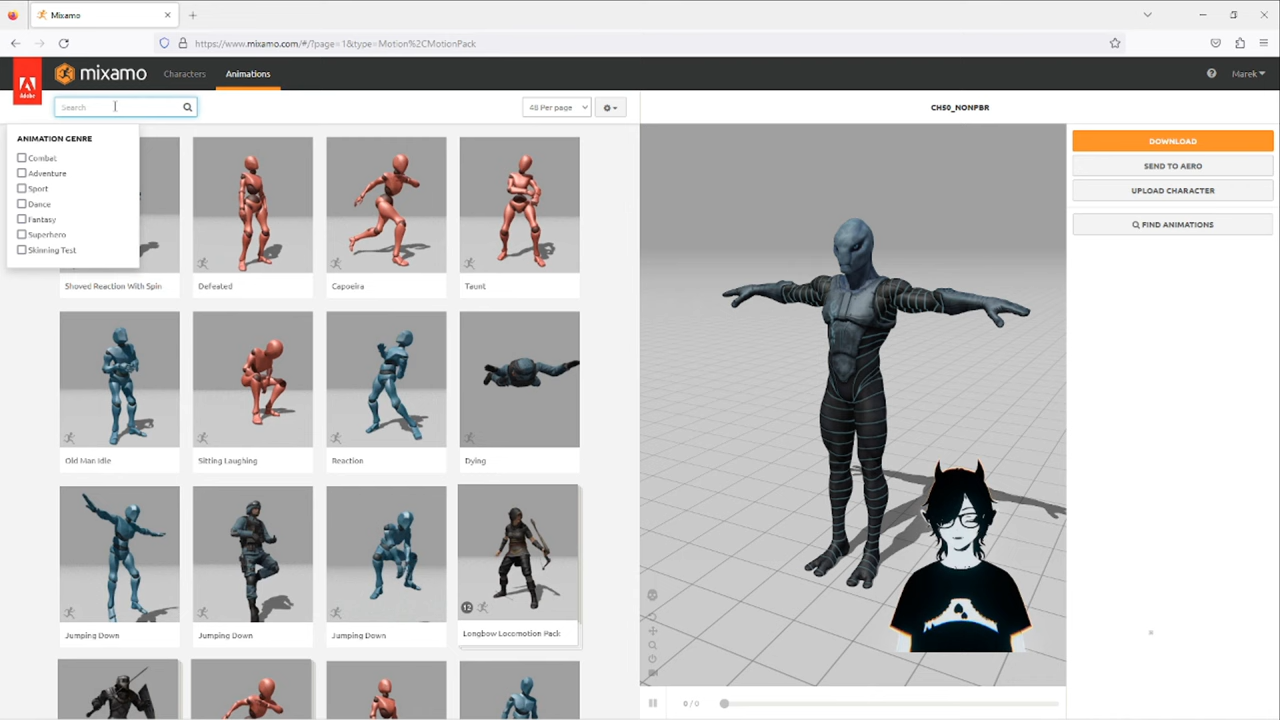 Mixamo
https://www.mixamo.com/#/?page=1&type=Motion%2CMotionPack
Adobe
mixamo
Characters
Animations
Marek
Search
48 Per page
CH50_NONPBR
ANIMATION GENRE
Combat
Adventure
Sport
Dance
Fantasy
Superhero
Skinning Test
DOWNLOAD
SEND TO AERO
UPLOAD CHARACTER
FIND ANIMATIONS
Shoved Reaction With Spin
Defeated
Capoeira
Taunt
Old Man Idle
Sitting Laughing
Reaction
Dying
12
Jumping Down
Jumping Down
Jumping Down
Longbow Locomotion Pack
0 / 0